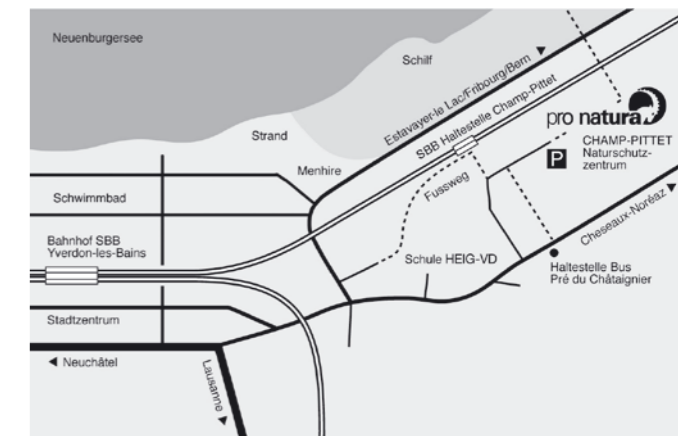 Neuenburgersee
Schilf
Estavayer-le Lac/Fribourg/Bern
SBB Haltestelle Champ-Pittet
pro natura
P
CHAMP-PITTET
Naturschutz-
zentrum
Strand
Menhire
Fussweg
Schwimmbad
Cheseaux-Noréaz
Bahnhof SBB
Yverdon-les-Bains
Schule HEIG-VD
Haltestelle Bus
Pré du Châtaignier
Stadtzentrum
Neuchâtel
Lausanne